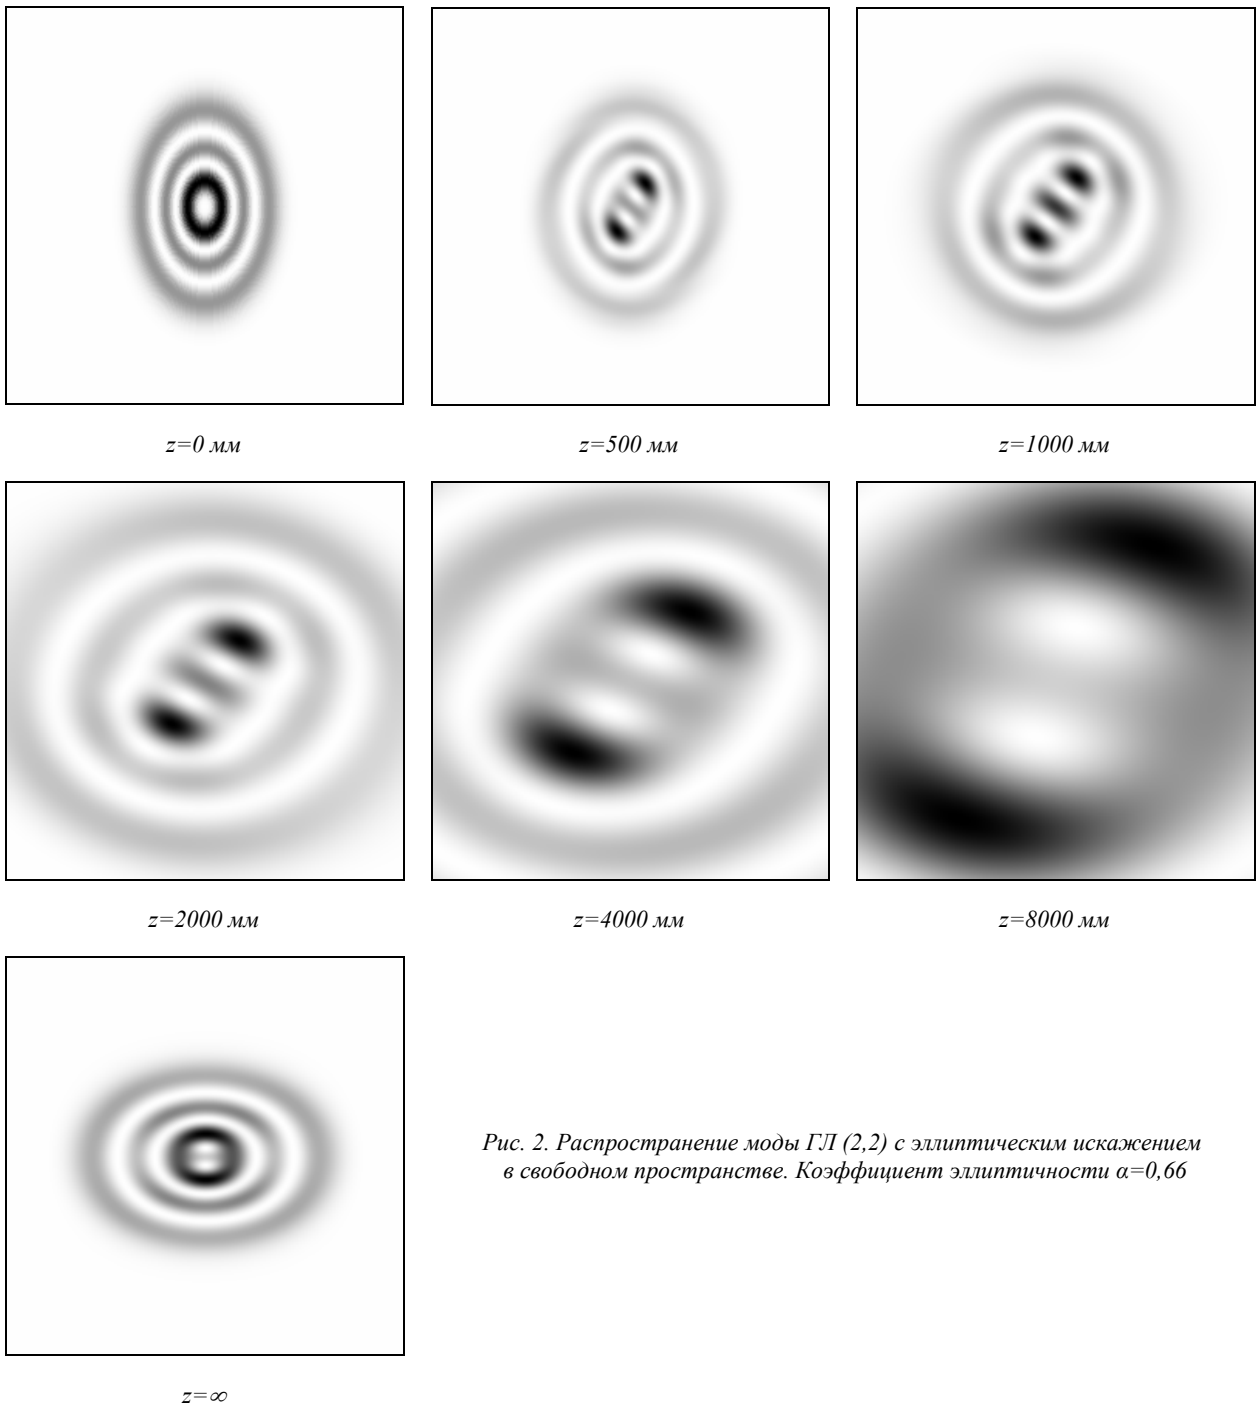 z=0 мм
z=500 мм
z=1000 мм
z=2000 мм
z=4000 мм
z=8000 мм
Рис. 2. Распространение моды ГЛ (2,2) с эллиптическим искажением
в свободном пространстве. Коэффициент эллиптичности α=0,66
z=∞